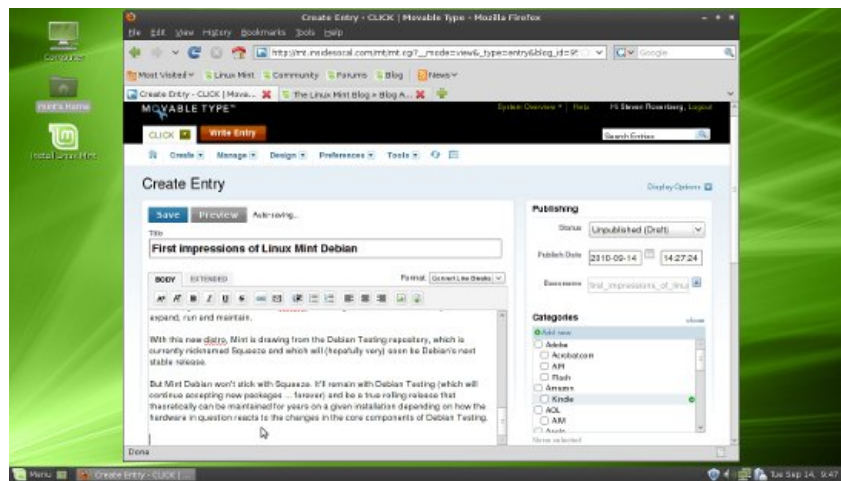 Create Entry - CLICK | Movable Type - Mozilla Firefox
File Edit View History Bookmarks Tools Help
Google
Most Visited Linux Mint Community Forums Blog News
Create Entry - CLICK | Mova... The Linux Mint Blog » Blog A...
Computer
mint's Home
Install Linux Mint
MOVABLE TYPE™
System Overview Help Hi Steven Rosenberg, Logout
CLICK Write Entry
Search Entries
Create Manage Design Preferences Tools
Create Entry
Display Options
Save Preview Auto-saving...
Title
First impressions of Linux Mint Debian
BODY EXTENDED
Format: Convert Line Breaks
expand, run and maintain.
With this new distro, Mint is drawing from the Debian Testing repository, which is
currently nicknamed Squeeze and which will (hopefully very) soon be Debian's next
stable release.
But Mint Debian won't stick with Squeeze. It'll remain with Debian Testing (which will
continue accepting new packages ... forever) and be a true rolling release that
theoretically can be maintained for years on a given installation depending on how the
hardware in question reacts to the changes in the core components of Debian Testing.
Publishing
Status Unpublished (Draft)
Publish Date 2010-09-14 14:27:24
Basename first_impressions_of_linux
Categories close
Add new
Adobe
Acrobat.com
AIR
Flash
Amazon
Kindle
AOL
AIM
Apple
None selected
Done
Menu Create Entry - CLICK | ...
Tue Sep 14, 9:47